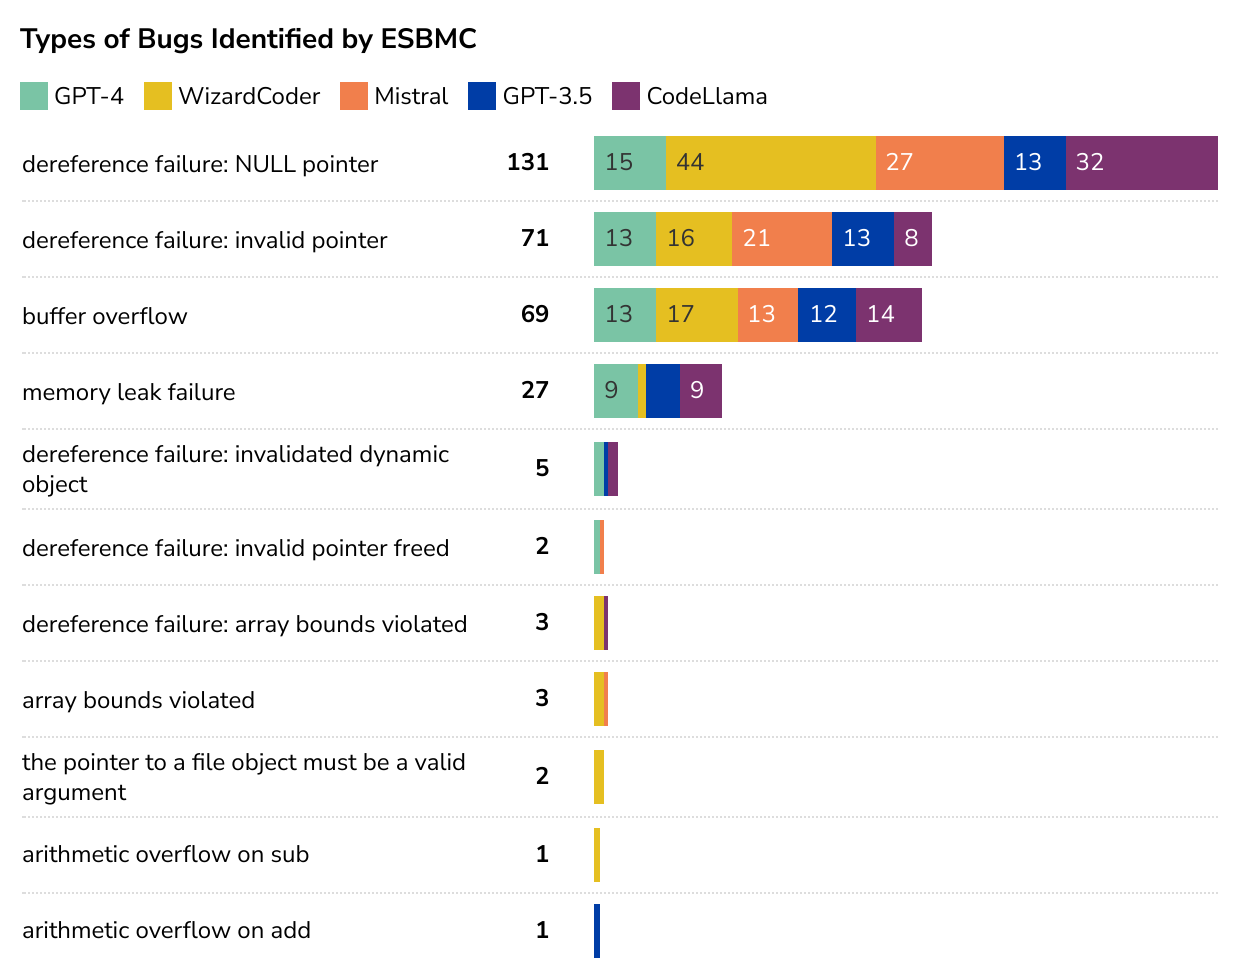 Types of Bugs Identified by ESBMC
GPT-4 WizardCoder Mistral GPT-3.5 CodeLlama
dereference failure: NULL pointer 131 15 44 27 13 32
dereference failure: invalid pointer 71 13 16 21 13 8
buffer overflow 69 13 17 13 12 14
memory leak failure 27 9 9
dereference failure: invalidated dynamic
object 5
dereference failure: invalid pointer freed 2
dereference failure: array bounds violated 3
array bounds violated 3
the pointer to a file object must be a valid
argument 2
arithmetic overflow on sub 1
arithmetic overflow on add 1